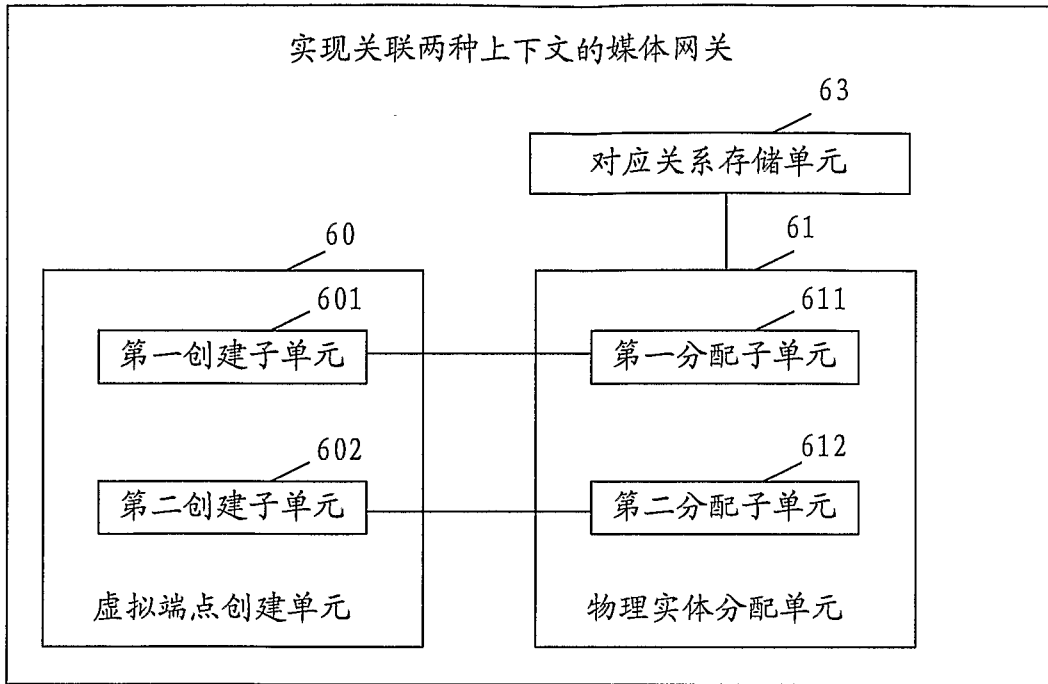 实现关联两种上下文的媒体网关
63
对应关系存储单元
60
61
601
611
第一创建子单元
第一分配子单元
602
612
第二创建子单元
第二分配子单元
虚拟端点创建单元
物理实体分配单元